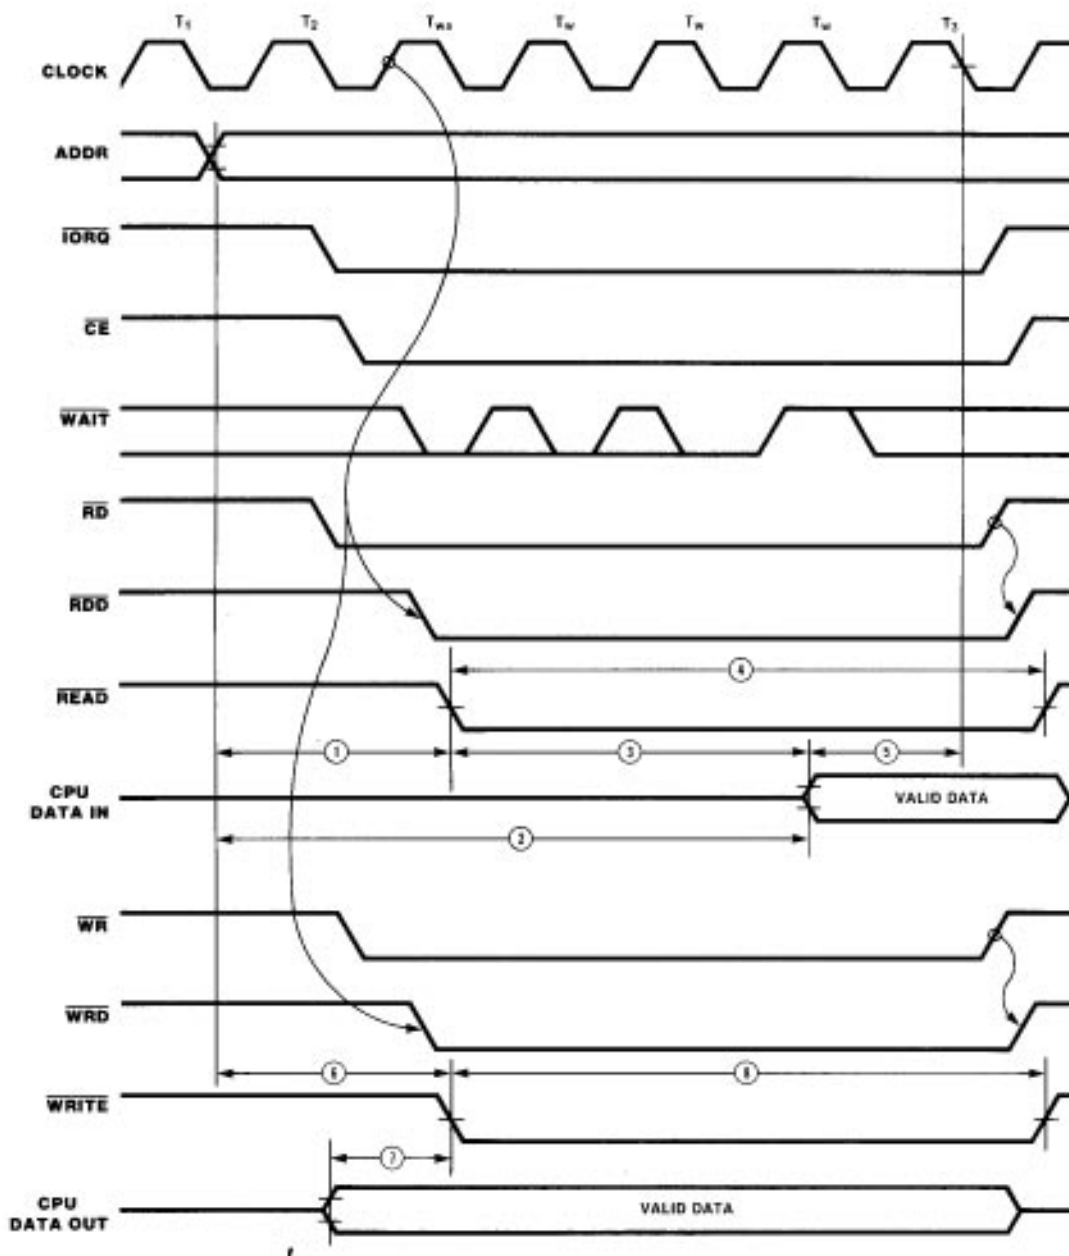 T1 T2 Twa Tw Tw Tw T3
CLOCK
ADDR
IORQ
CE
WAIT
RD
RDD
4
READ
1 3 5
CPU
DATA IN
VALID DATA
2
WR
WRD
6 8
WRITE
7
CPU
DATA OUT
VALID DATA